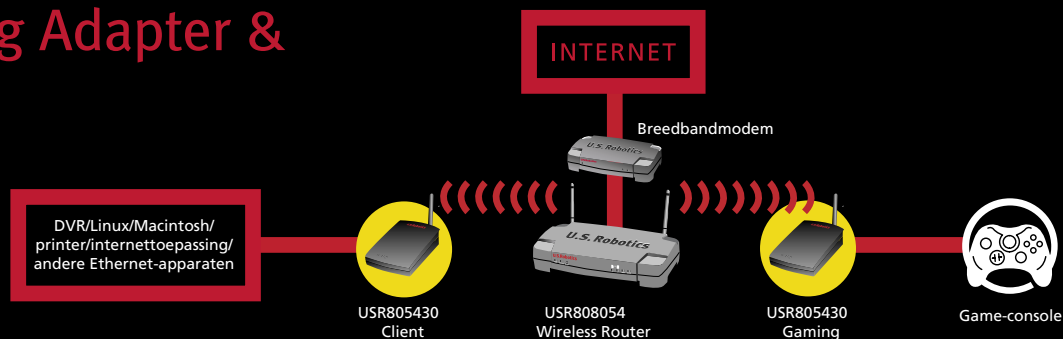 g Adapter &
INTERNET
Breedbandmodem
U.S. Robotics
DVR/Linux/Macintosh/
printer/internettoepassing/
andere Ethernet-apparaten
U.S. Robotics
USR805430
Client
USR808054
Wireless Router
USR805430
Gaming
Game-console